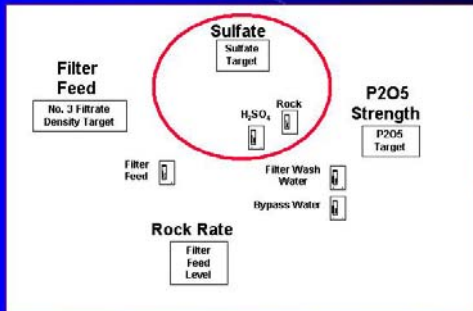 Sulfate
Sulfate
Target
Filter
Feed
No. 3 Filtrate
Density Target
H₂SO₄
Rock
P2O5
Strength
P2O5
Target
Filter
Feed
Filter Wash
Water
Bypass Water
Rock Rate
Filter
Feed
Level